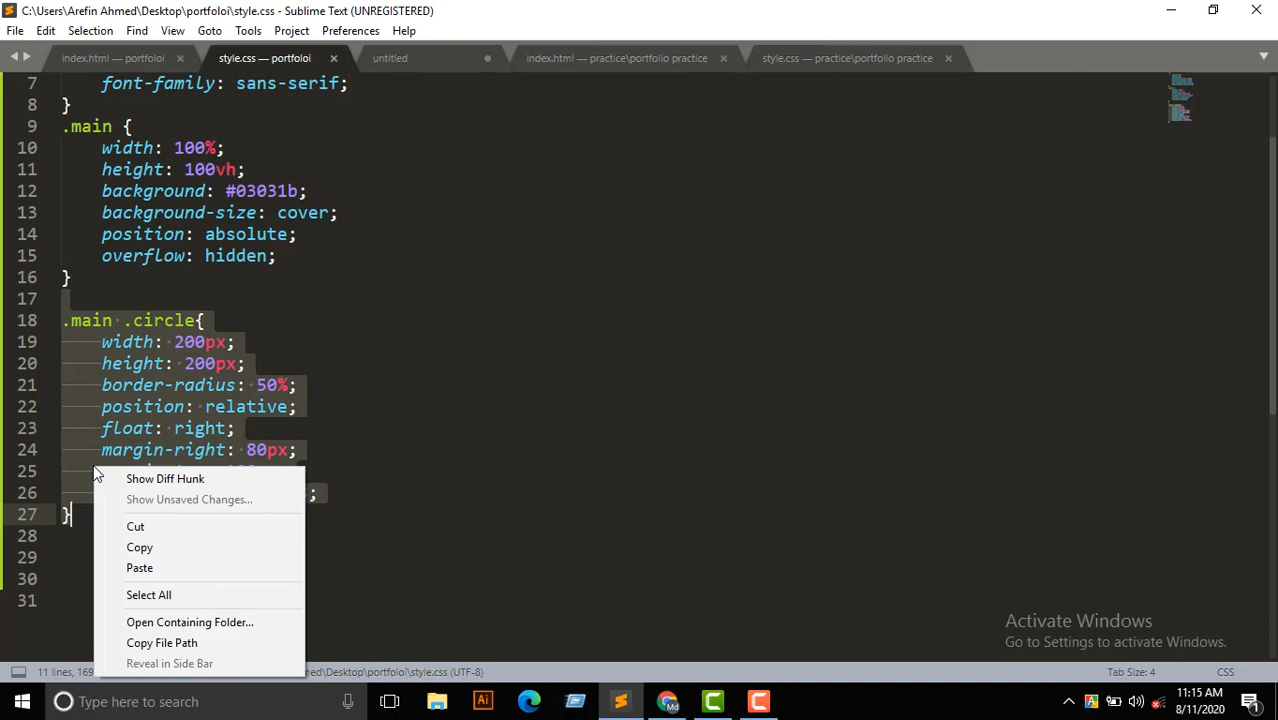 C:\Users\Arefin Ahmed\Desktop\portfoloi\style.css - Sublime Text (UNREGISTERED)
File Edit Selection Find View Goto Tools Project Preferences Help
index.html — portfoloi style.css — portfoloi untitled index.html — practice\portfolio practice style.css — practice\portfolio practice
7 font-family: sans-serif;
8 }
9 .main {
10 width: 100%;
11 height: 100vh;
12 background: #03031b;
13 background-size: cover;
14 position: absolute;
15 overflow: hidden;
16 }
17
18 .main .circle{
19 width: 200px;
20 height: 200px;
21 border-radius: 50%;
22 position: relative;
23 float: right;
24 margin-right: 80px;
25
26 ;
27 }
28
29
30
31
Show Diff Hunk
Show Unsaved Changes...
Cut
Copy
Paste
Select All
Open Containing Folder...
Copy File Path
Reveal in Side Bar
Activate Windows
Go to Settings to activate Windows.
11 lines, 169 Ahmed\Desktop\portfoloi\style.css (UTF-8) Tab Size: 4 CSS
Type here to search
11:15 AM
8/11/2020